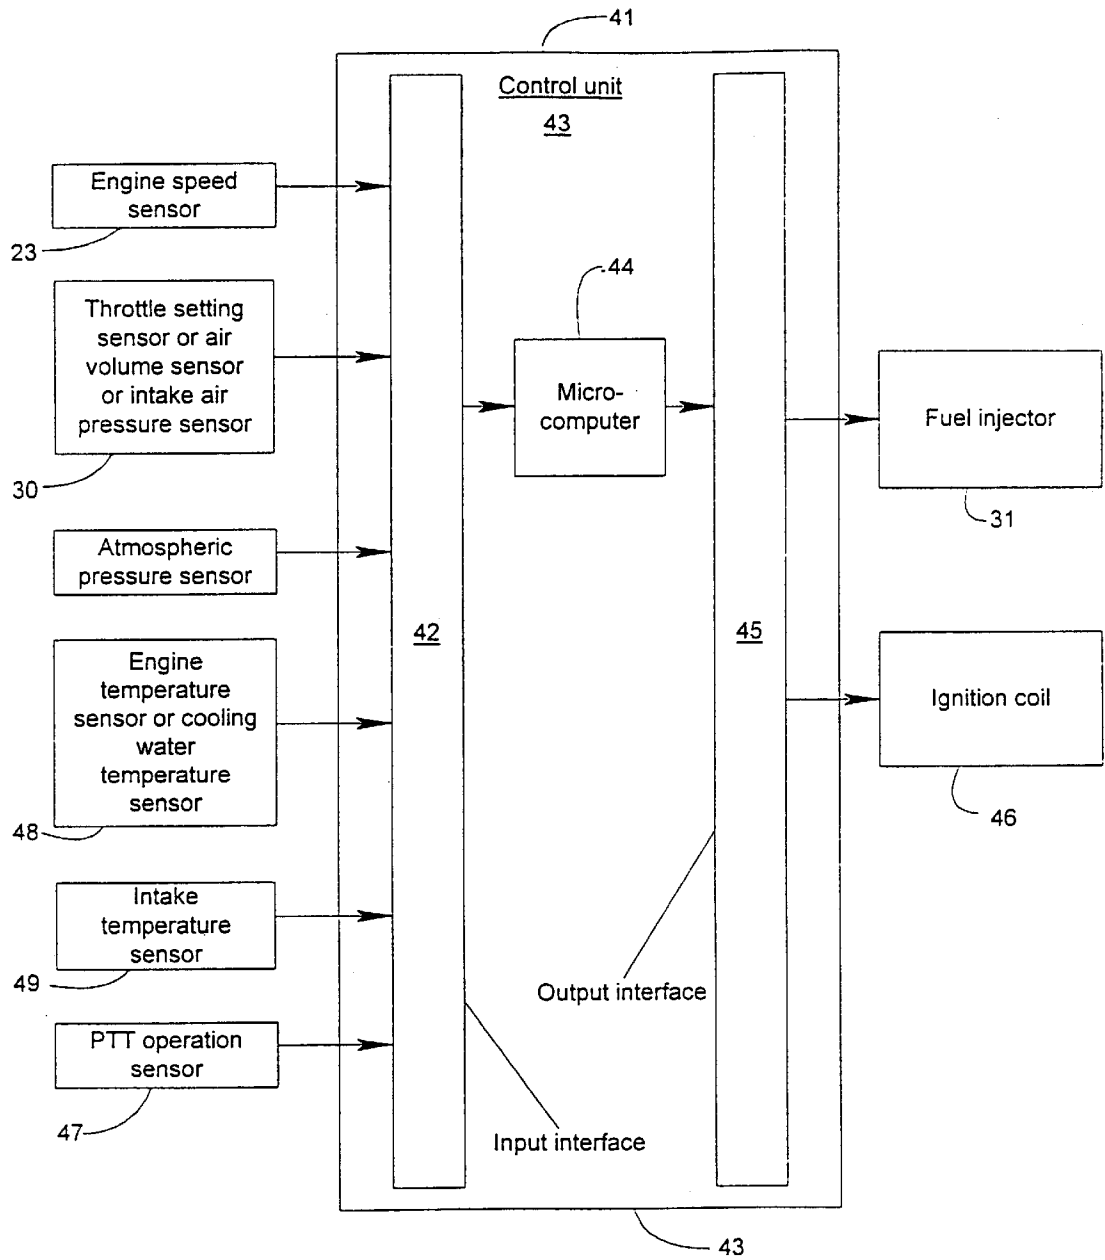 41
Control unit
43
Engine speed
sensor
23
Throttle setting
sensor or air
volume sensor
or intake air
pressure sensor
30
Atmospheric
pressure sensor
Engine
temperature
sensor or cooling
water
temperature
sensor
48
Intake
temperature
sensor
49
PTT operation
sensor
47
42
Input interface
44
Micro-
computer
45
Output interface
Fuel injector
31
Ignition coil
46
43